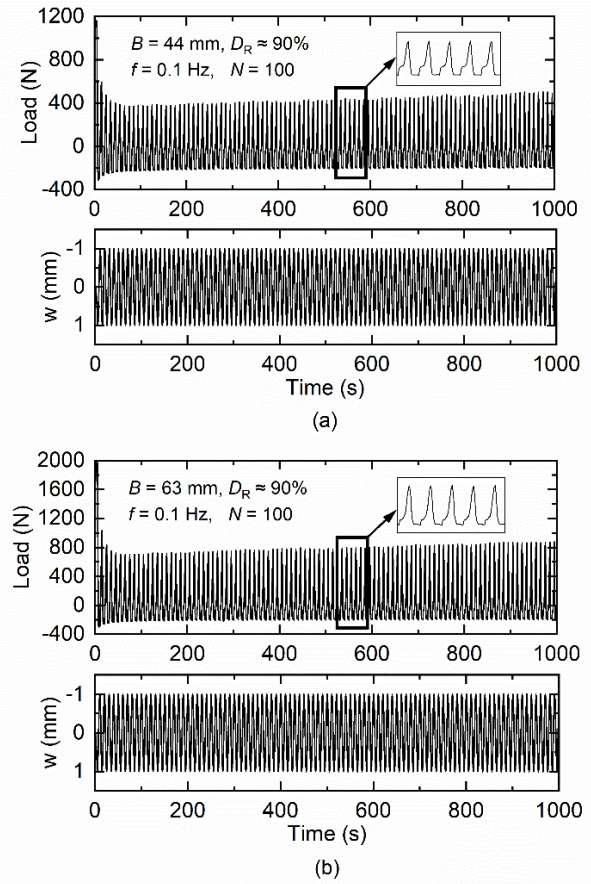 1200
800
400
0
-400
Load (N)
B = 44 mm, DR ≈ 90%
f = 0.1 Hz, N = 100
0 200 400 600 800 1000
-1
0
1
w (mm)
0 200 400 600 800 1000
Time (s)
(a)
2000
1600
1200
800
400
0
-400
Load (N)
B = 63 mm, DR ≈ 90%
f = 0.1 Hz, N = 100
0 200 400 600 800 1000
-1
0
1
w (mm)
0 200 400 600 800 1000
Time (s)
(b)